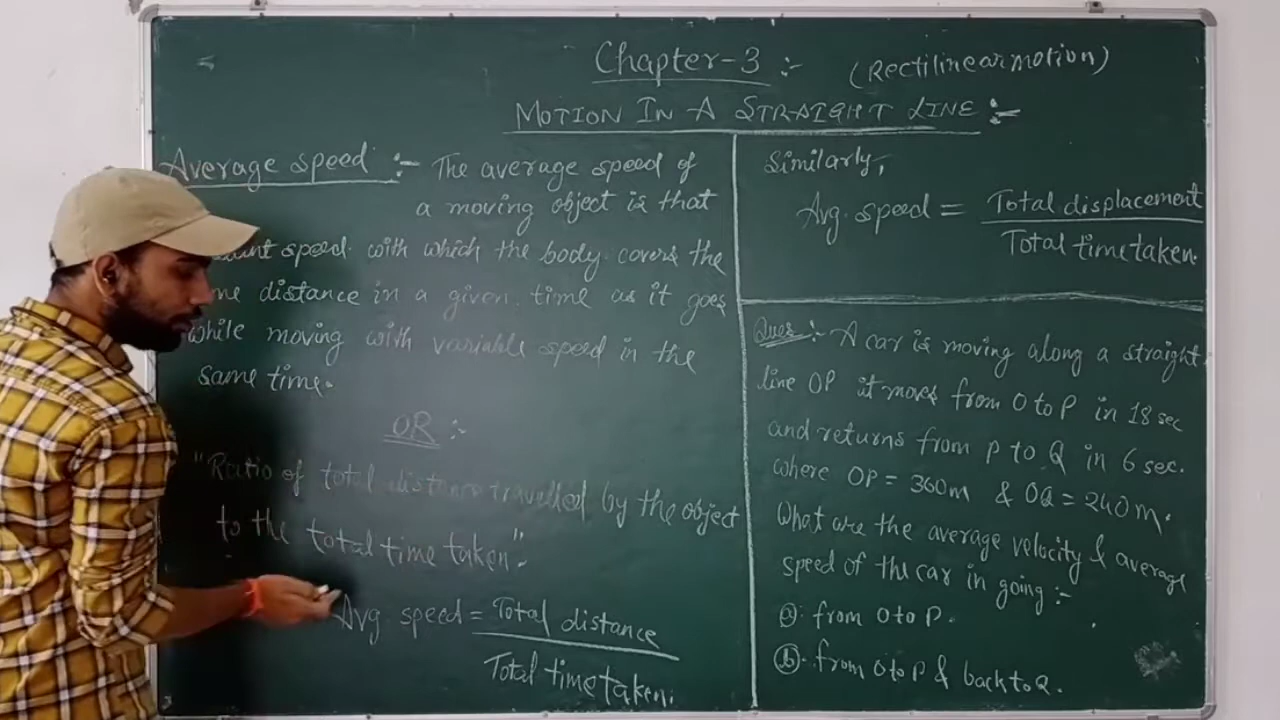 Chapter-3 :-
(Rectilinear motion)
MOTION IN A STRAIGHT LINE :-
Average speed :- The average speed of
a moving object is that
speed with which the body covers the
distance in a given time as it goes
while moving with variable speed in the
same time.
OR :-
"Ratio of total distance travelled by the object
to the total time taken".
Avg speed = Total distance
Total time taken.
Similarly,
Avg. speed = Total displacement
Total time taken.
Ques :- A car is moving along a straight
line OP it moves from O to P in 18 sec
and returns from P to Q in 6 sec.
where OP = 360m & OQ = 240 m.
What are the average velocity & average
speed of the car in going :-
(a). from O to P.
(b). from O to P & back to Q.